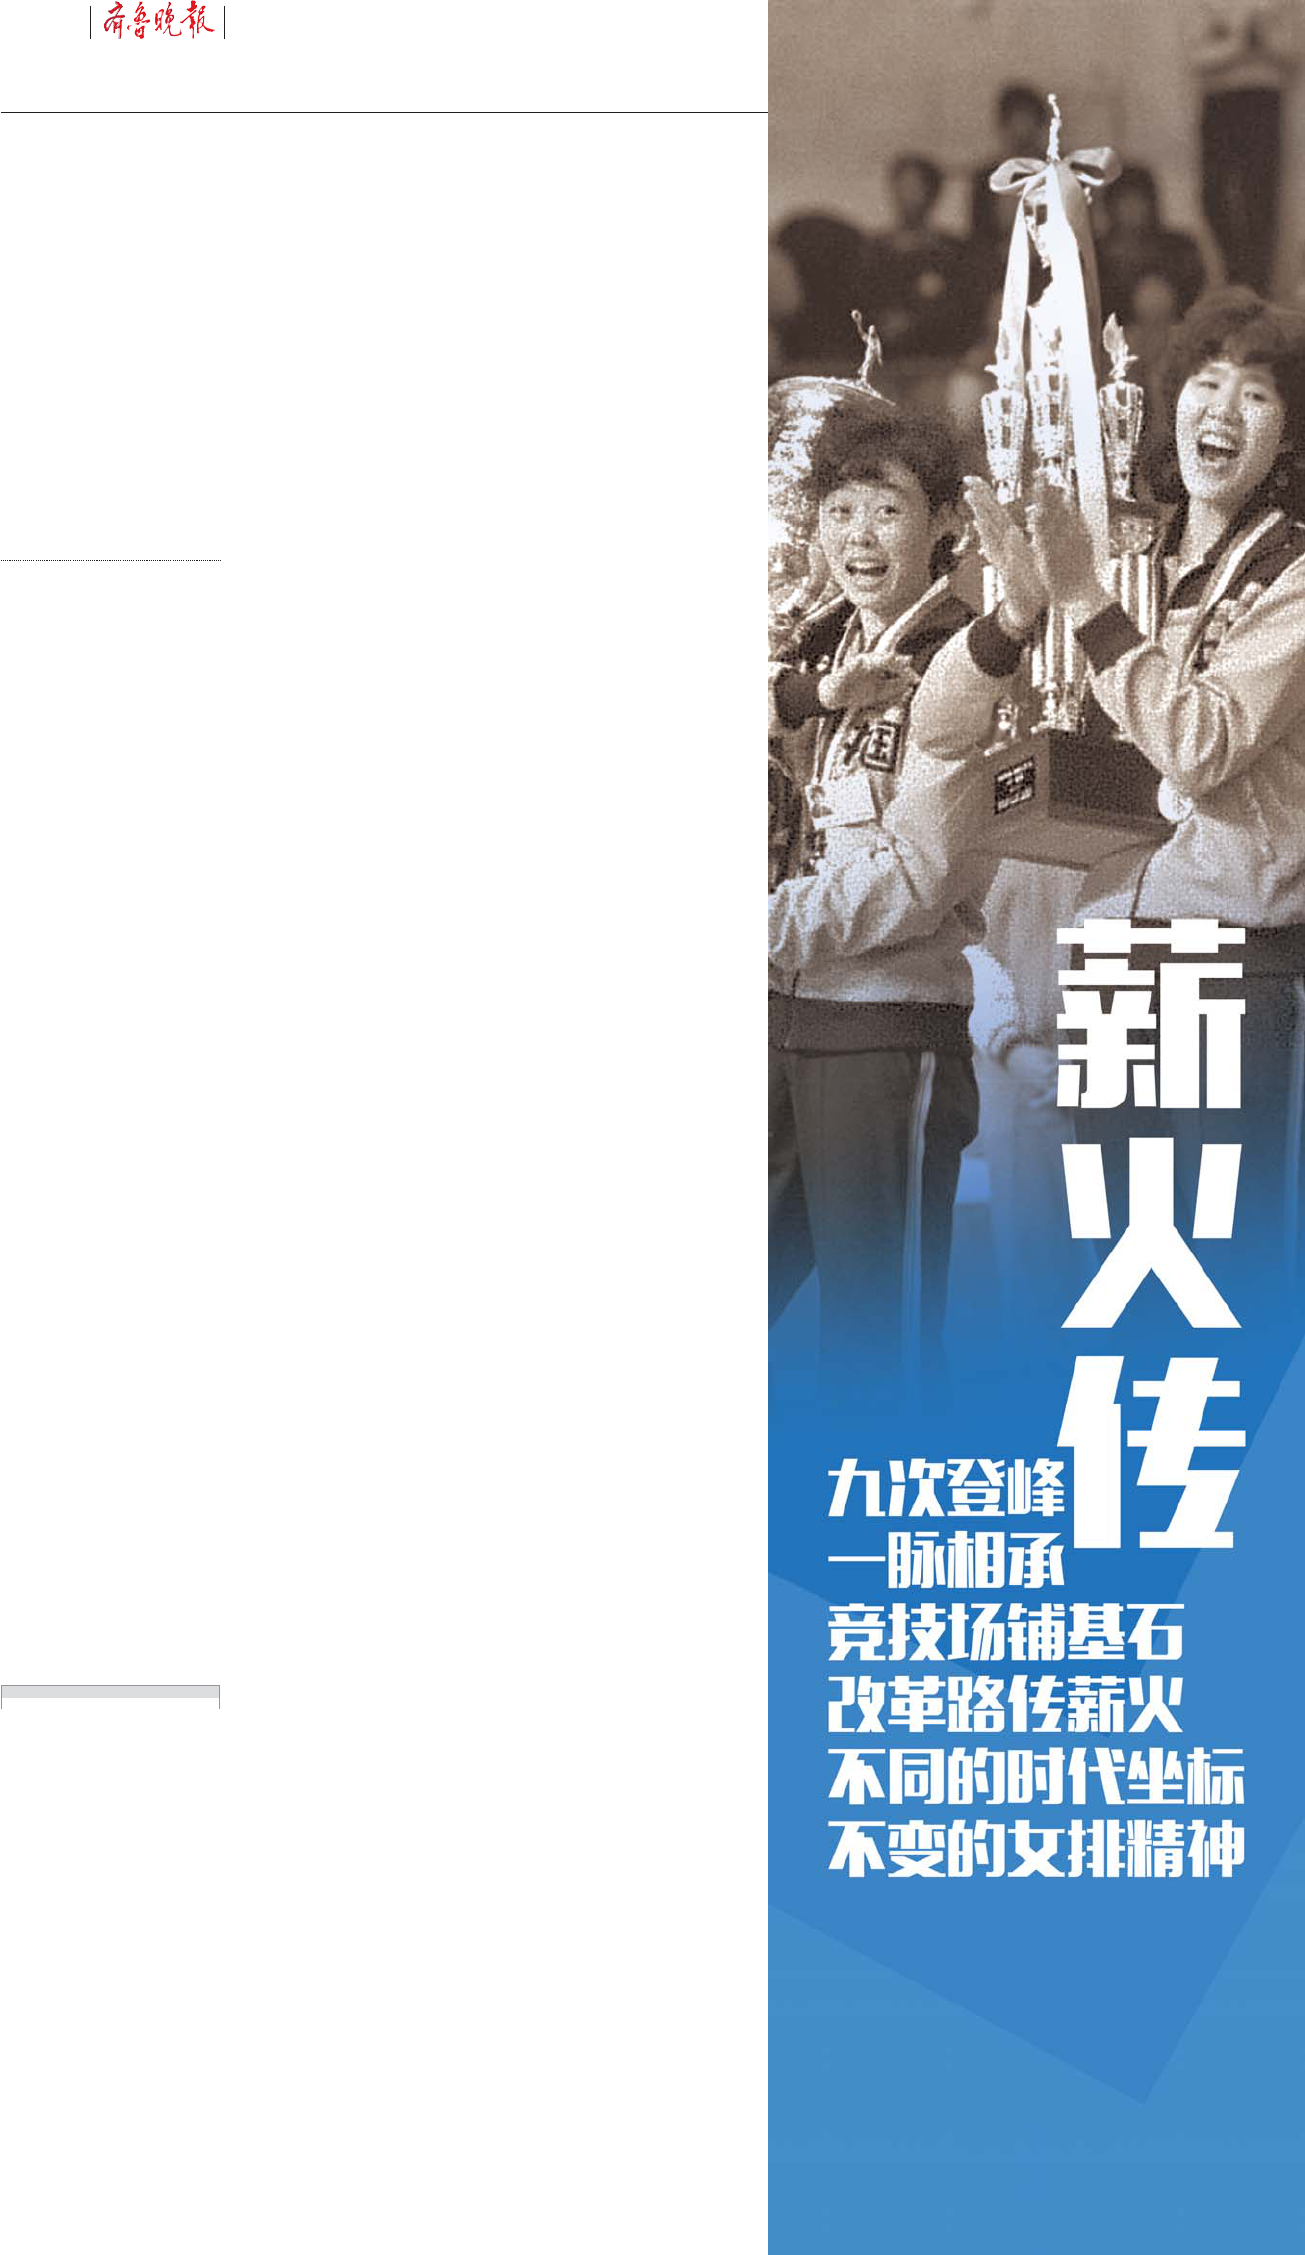 齐鲁晚报
薪火传
九次登峰
一脉相承
竞技场铺基石
改革路传薪火
不同的时代坐标
不变的女排精神
国